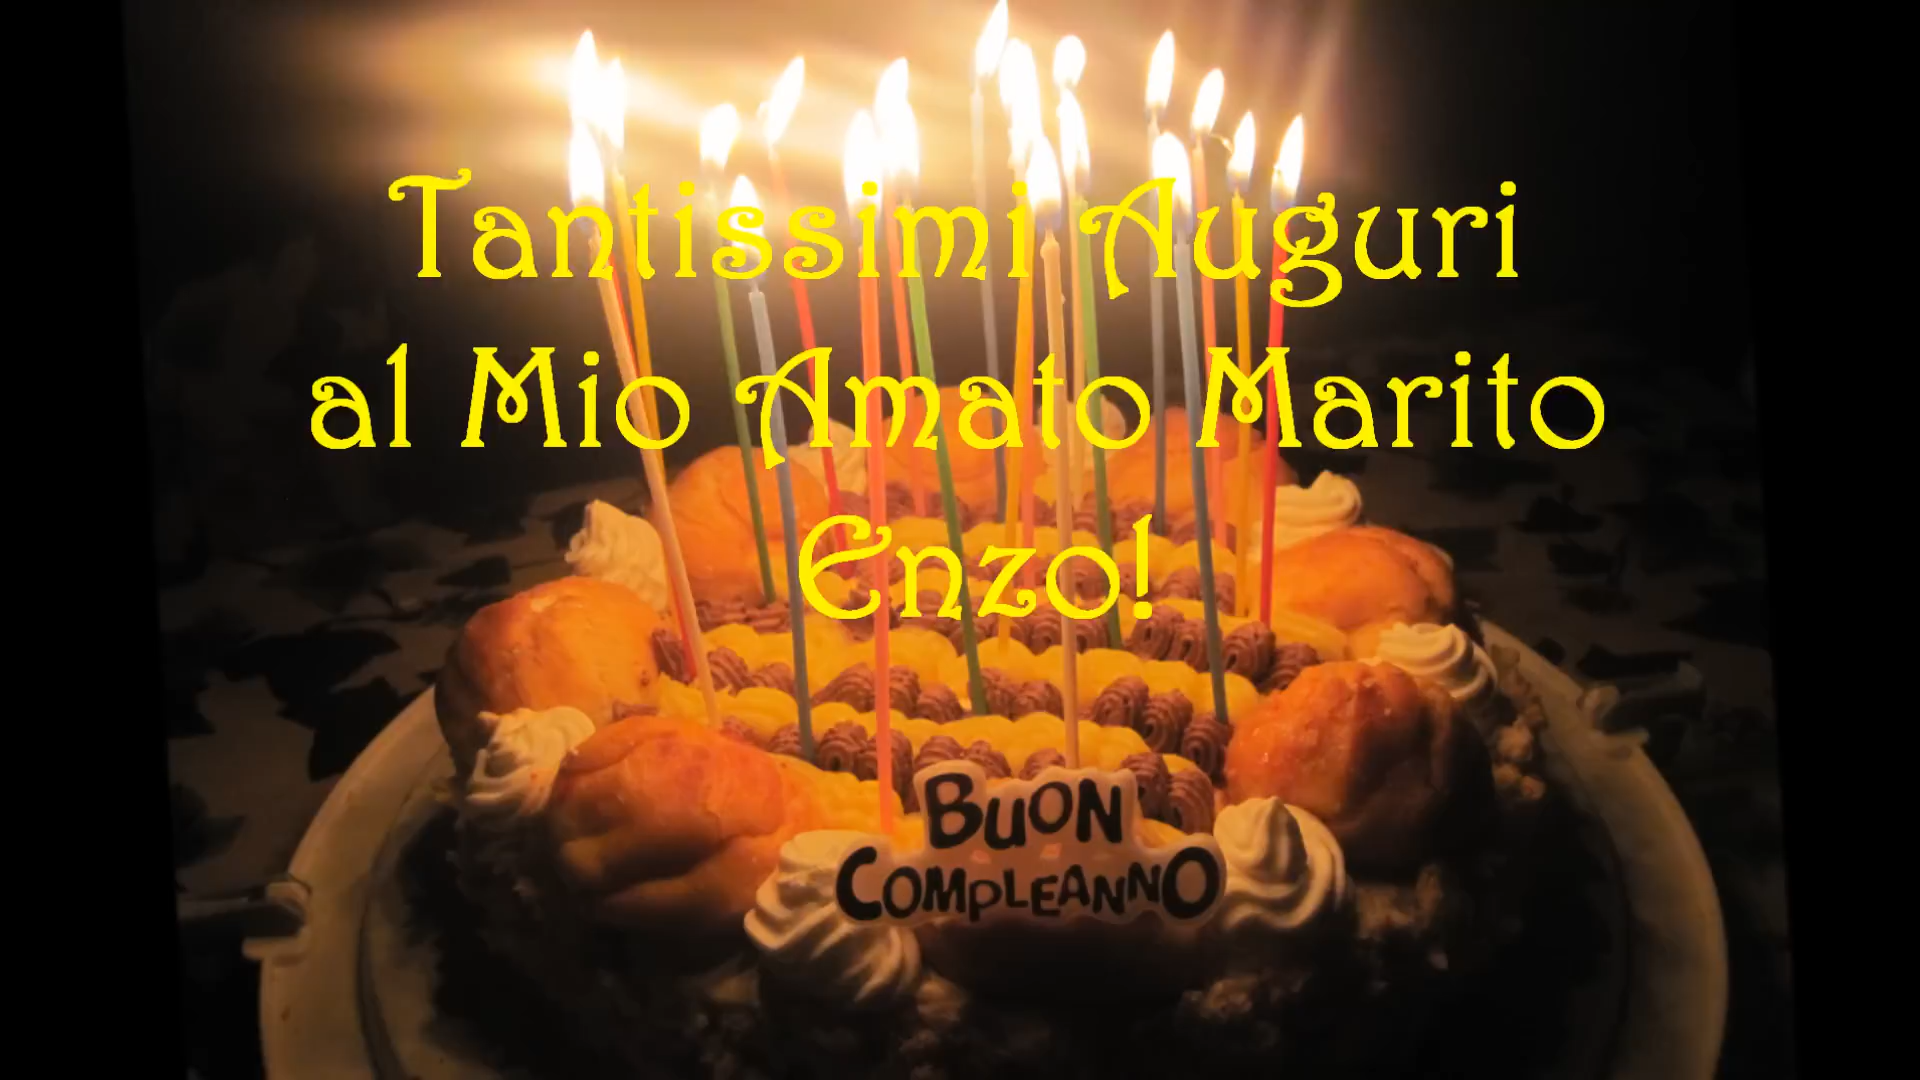 Tantissimi Auguri
al Mio Amato Marito
Enzo!
BUON
COMPLEANNO